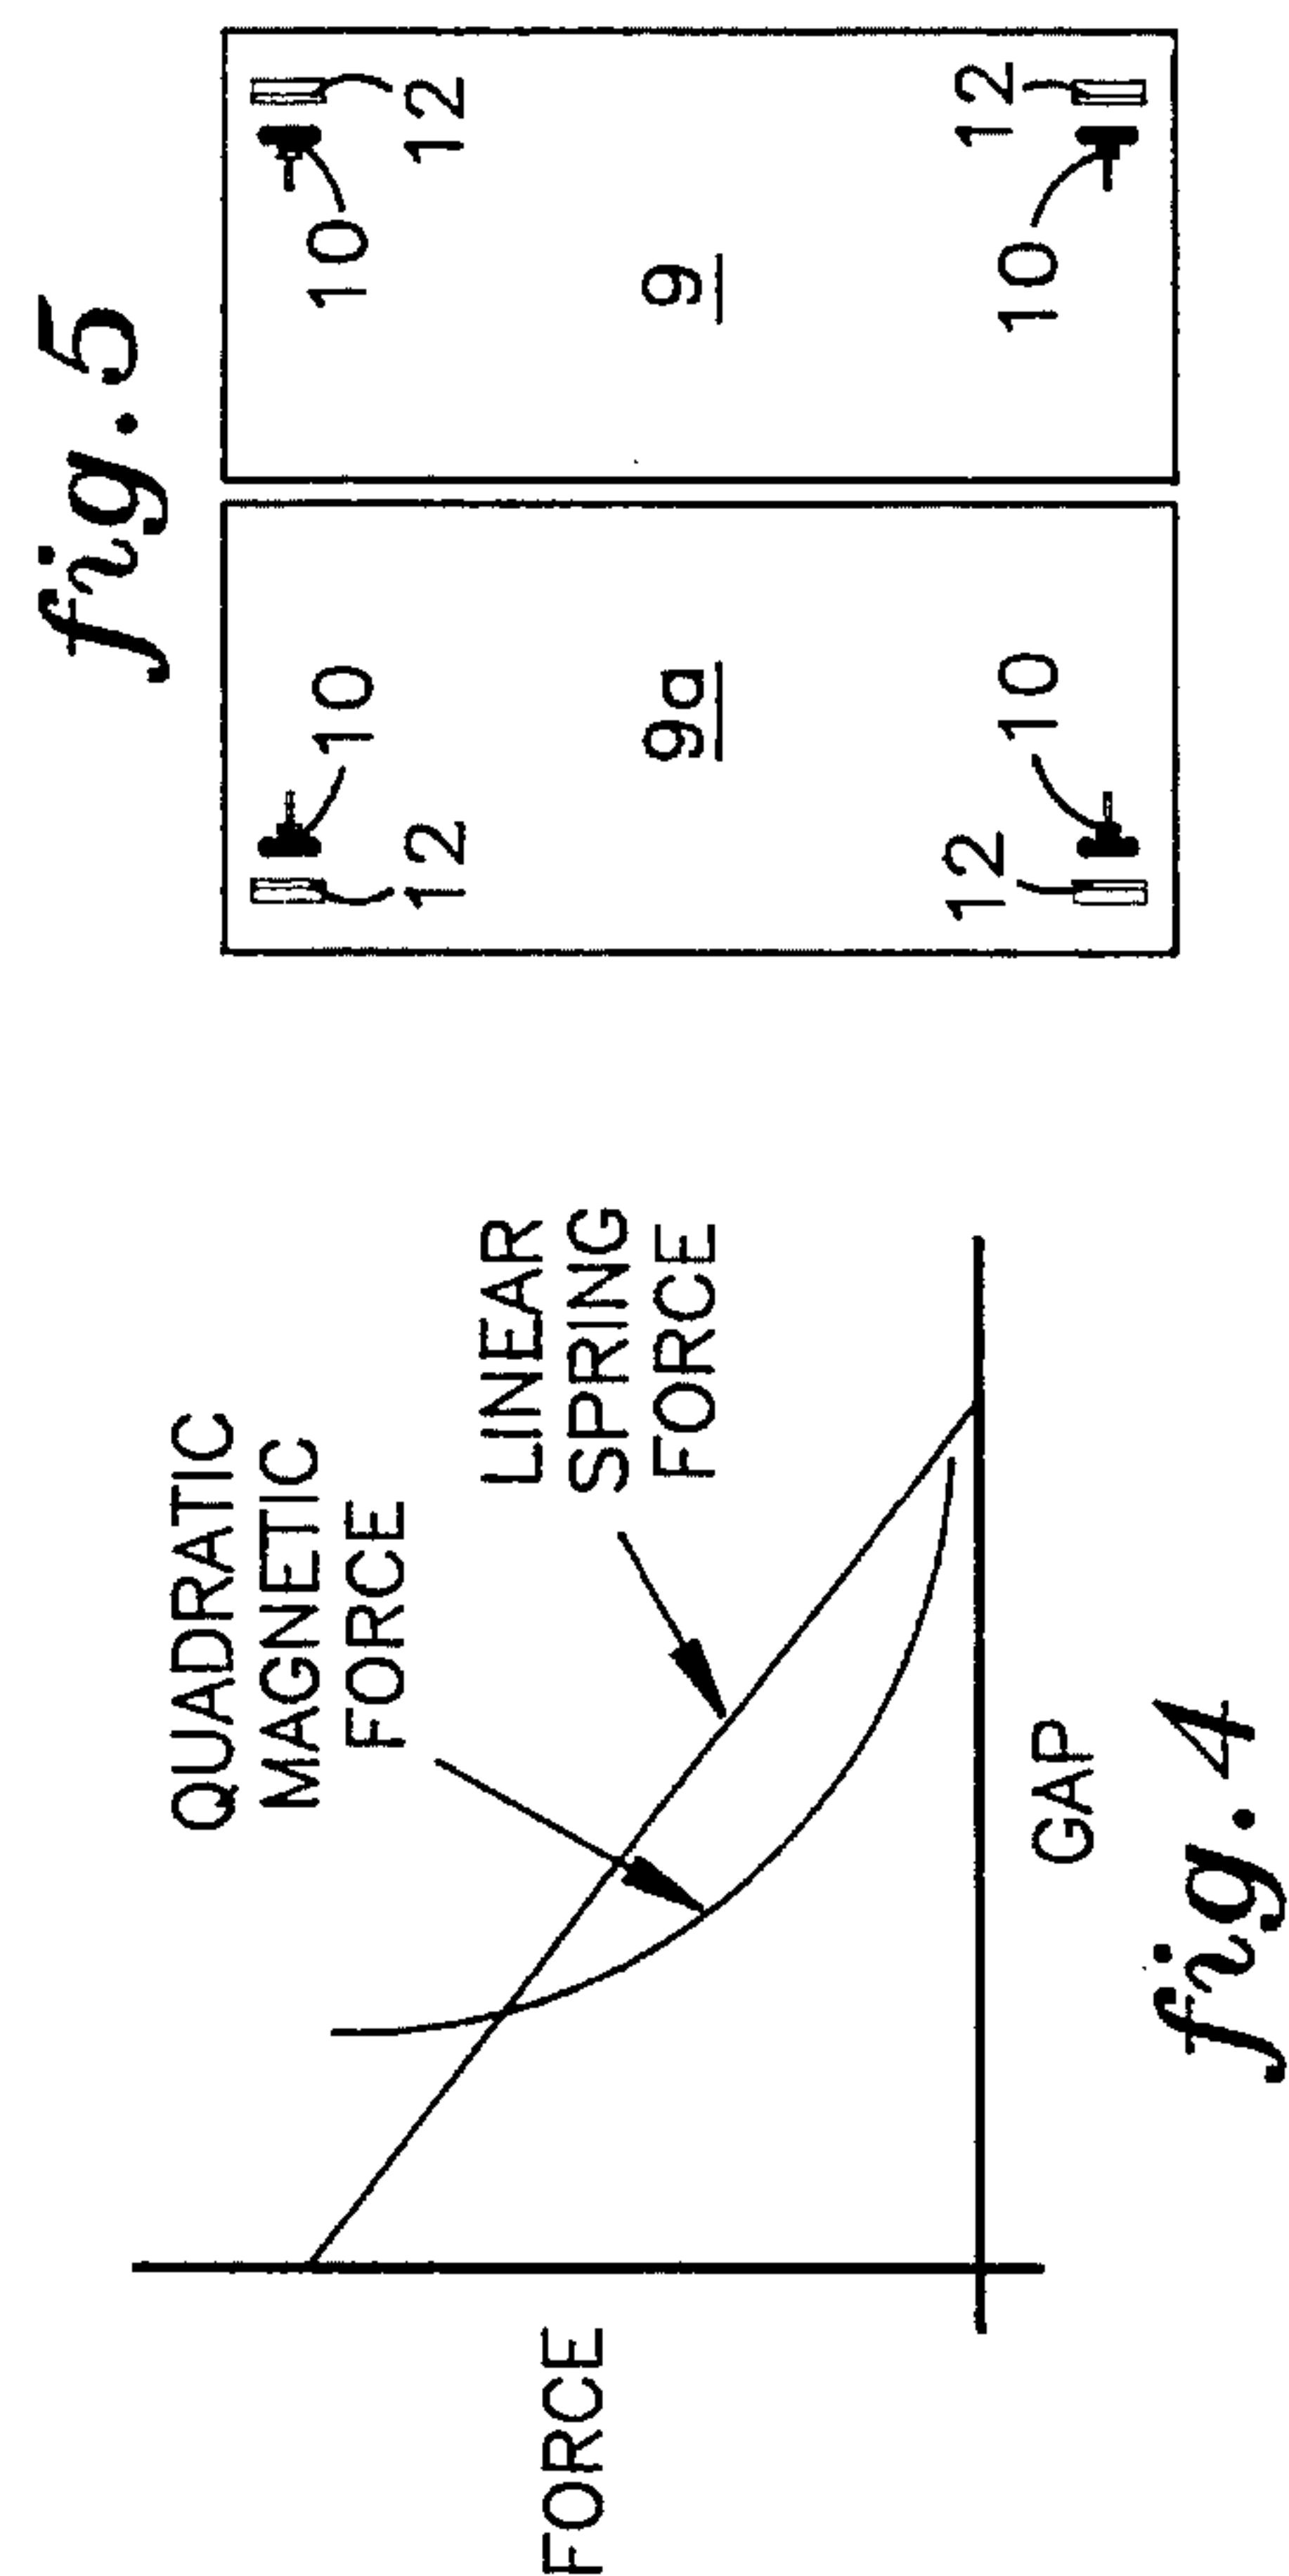 QUADRATIC
MAGNETIC
FORCE
LINEAR
SPRING
FORCE
FORCE
GAP
fig. 4
fig. 5
10
10
12
12
9a
9
12
12
10
10